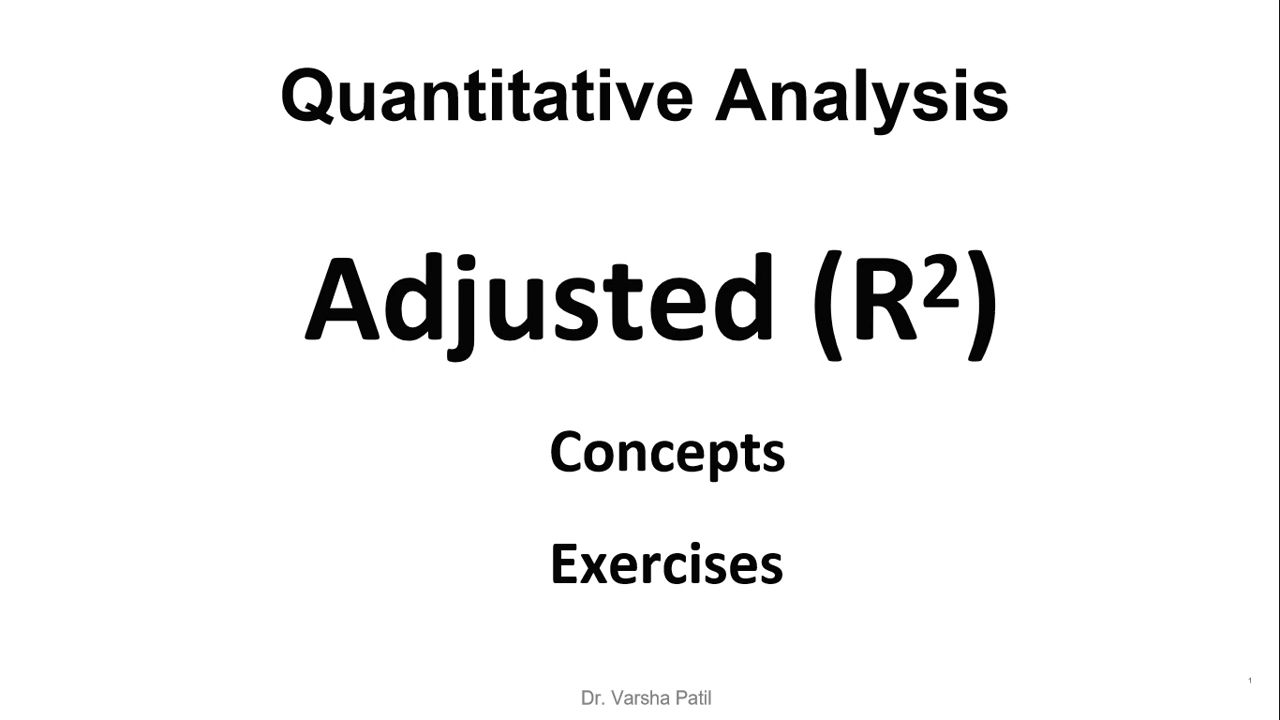 Quantitative Analysis
Adjusted (R²)
Concepts
Exercises
Dr. Varsha Patil
1